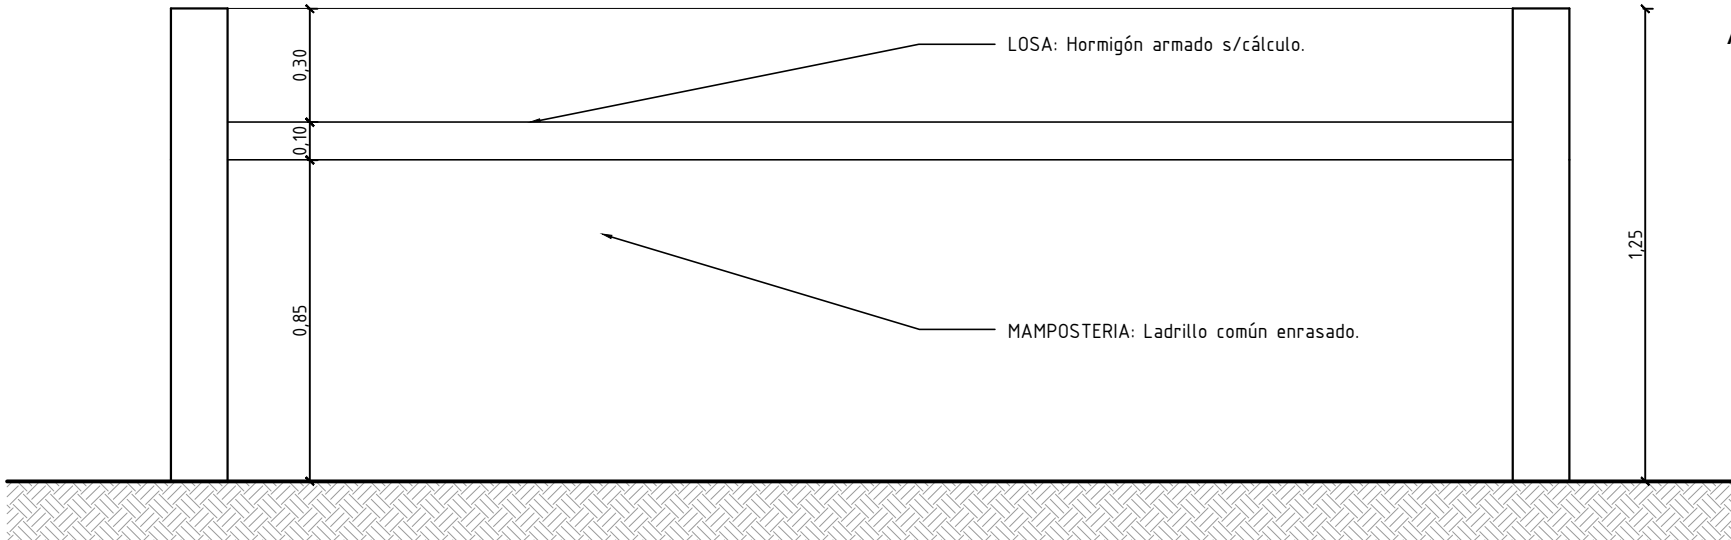 0,30
LOSA: Hormigón armado s/cálculo.
0,10
1,25
0,85
MAMPOSTERIA: Ladrillo común enrasado.